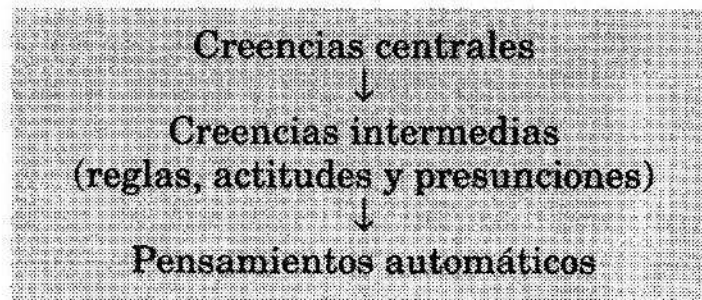 Creencias centrales
↓
Creencias intermedias
(reglas, actitudes y presunciones)
↓
Pensamientos automáticos